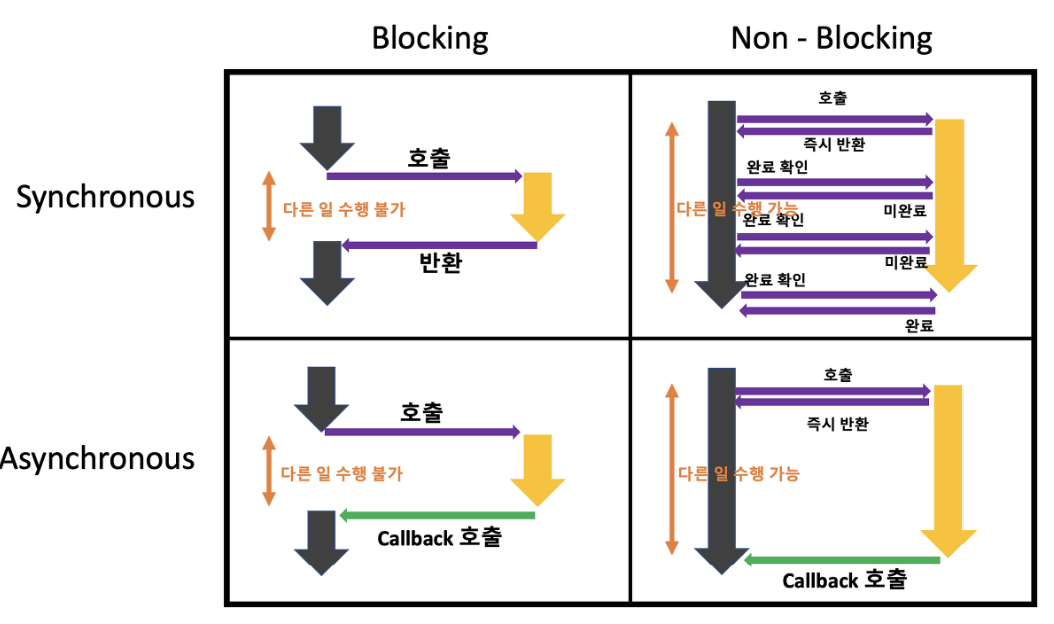 Blocking
Non - Blocking
Synchronous
호출
다른 일 수행 불가
반환
호출
즉시 반환
완료 확인
미완료
다른 일 수행 가능
완료 확인
미완료
완료 확인
완료
Asynchronous
호출
다른 일 수행 불가
Callback 호출
호출
즉시 반환
다른 일 수행 가능
Callback 호출